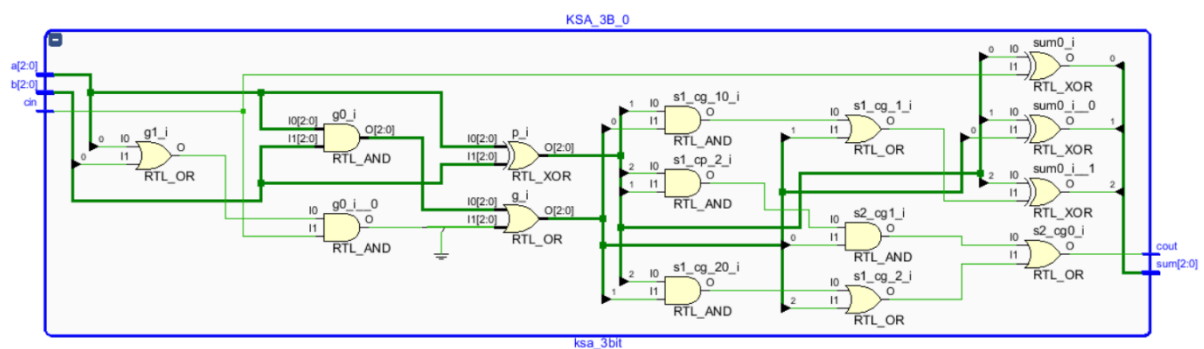 KSA_3B_0
a[2:0]
b[2:0]
cin
g1_i
0
I0
O
0
I1
RTL_OR
g0_i
I0[2:0]
O[2:0]
I1[2:0]
RTL_AND
g0_i__0
I0
O
I1
RTL_AND
p_i
I0[2:0]
O[2:0]
I1[2:0]
RTL_XOR
g_i
I0[2:0]
O[2:0]
I1[2:0]
RTL_OR
s1_cg_10_i
1
I0
O
0
I1
RTL_AND
s1_cp_2_i
2
I0
O
1
I1
RTL_AND
s1_cg_20_i
2
I0
O
1
I1
RTL_AND
s1_cg_1_i
I0
O
1
I1
RTL_OR
s2_cg1_i
I0
O
0
I1
RTL_AND
s1_cg_2_i
I0
O
2
I1
RTL_OR
sum0_i
0
I0
O
0
I1
RTL_XOR
sum0_i__0
1
I0
O
1
0
I1
RTL_XOR
sum0_i__1
2
I0
O
2
I1
RTL_XOR
s2_cg0_i
I0
O
I1
RTL_OR
cout
sum[2:0]
ksa_3bit